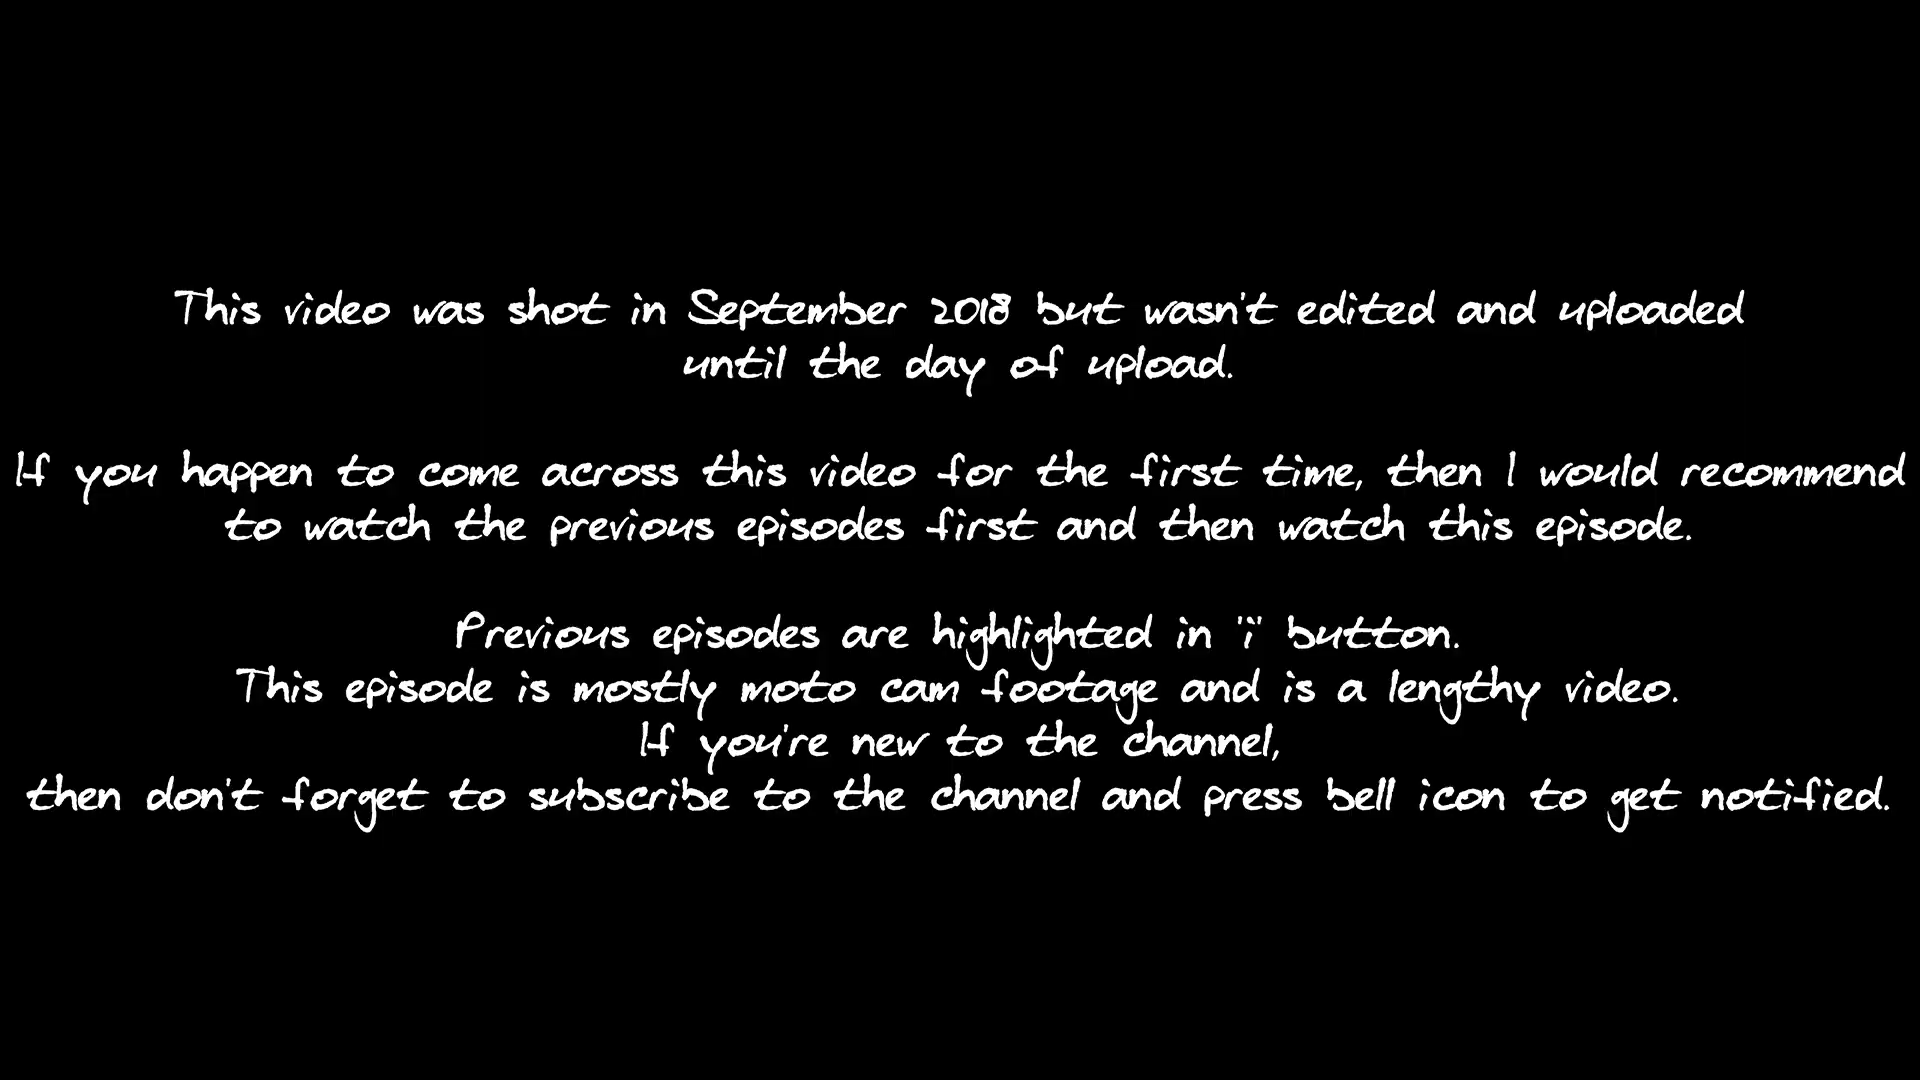 This video was shot in September 2018 but wasn't edited and uploaded
until the day of upload.
If you happen to come across this video for the first time, then I would recommend
to watch the previous episodes first and then watch this episode.
Previous episodes are highlighted in 'i' button.
This episode is mostly moto cam footage and is a lengthy video.
If you're new to the channel,
then don't forget to subscribe to the channel and press bell icon to get notified.